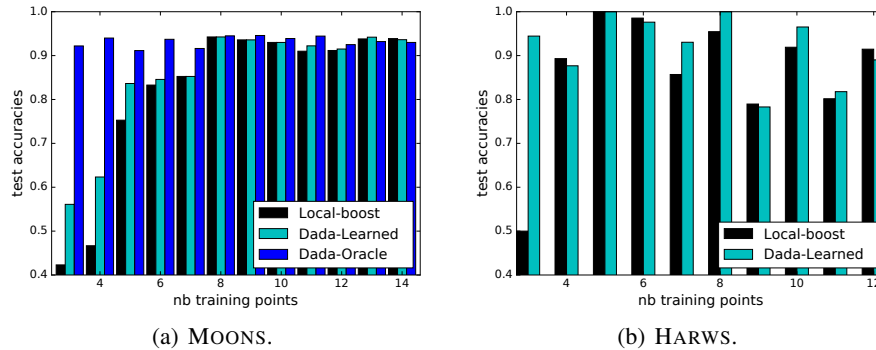 1.0
0.9
0.8
0.7
0.6
0.5
0.4
test accuracies
Local-boost
Dada-Learned
Dada-Oracle
4 6 8 10 12 14
nb training points
(a) MOONS.
1.0
0.9
0.8
0.7
0.6
0.5
0.4
test accuracies
Local-boost
Dada-Learned
4 6 8 10 12
nb training points
(b) HARWS.